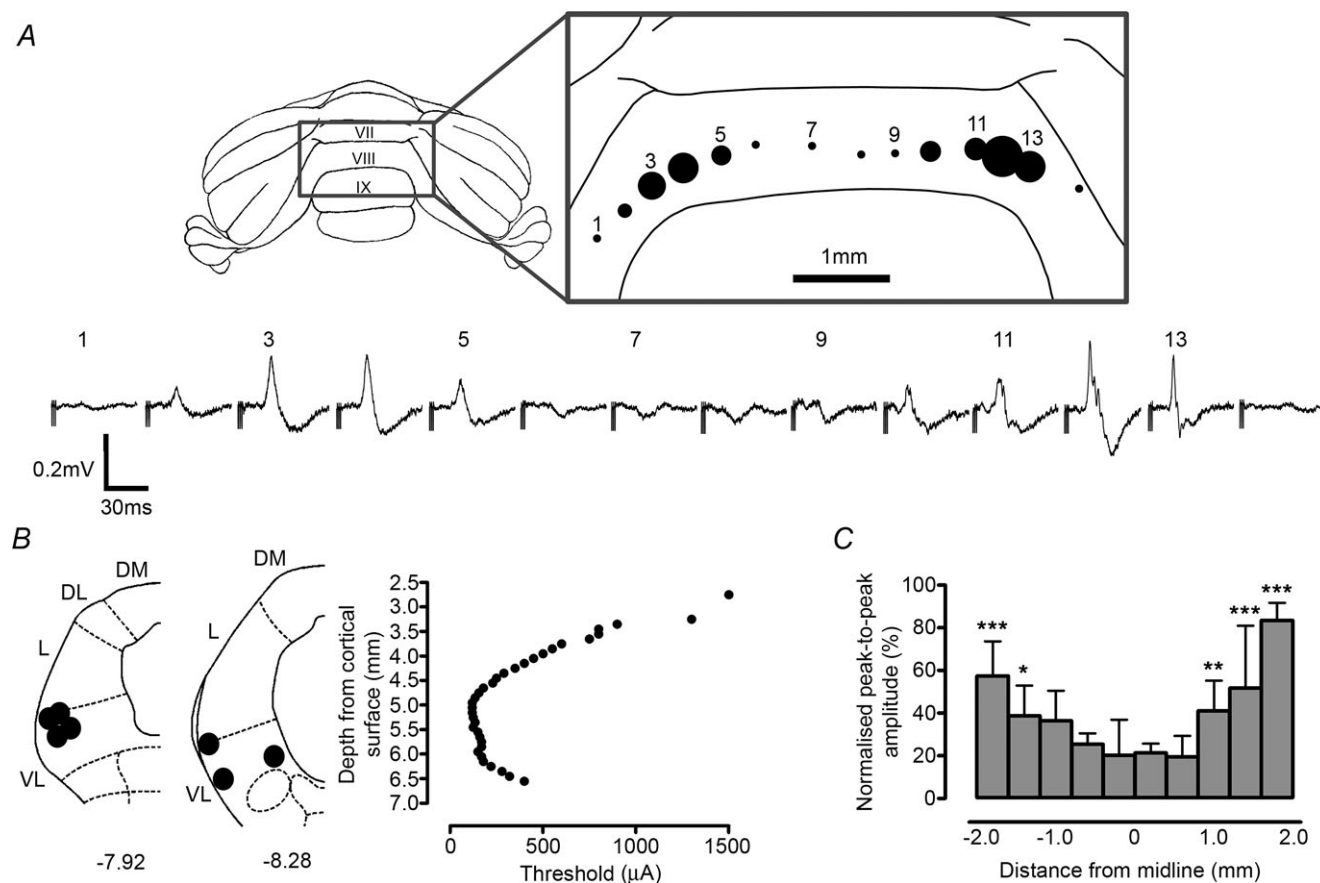 A
VII
VIII
IX
1
3
5
7
9
11
13
1mm
1
3
5
7
9
11
13
0.2mV
30ms
B
DM
DL
L
VL
-7.92
DM
L
VL
-8.28
Depth from cortical
surface (mm)
2.5
3.0
3.5
4.0
4.5
5.0
5.5
6.0
6.5
7.0
0 500 1000 1500
Threshold (μA)
C
Normalised peak-to-peak
amplitude (%)
100
80
60
40
20
0
*** * ** *** ***
-2.0 -1.0 0 1.0 2.0
Distance from midline (mm)